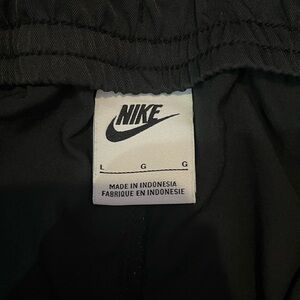 NIKE
L G G
MADE IN INDONESIA
FABRIQUE EN INDONESIE